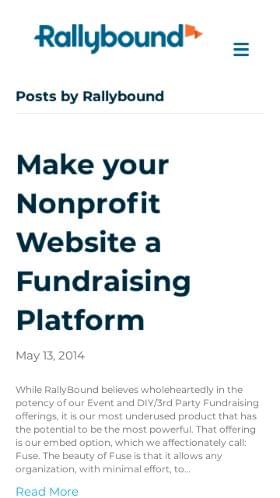 Rallybound
Posts by Rallybound
Make your
Nonprofit
Website a
Fundraising
Platform
May 13, 2014
While RallyBound believes wholeheartedly in the
potency of our Event and DIY/3rd Party Fundraising
offerings, it is our most underused product that has
the potential to be the most powerful. That offering
is our embed option, which we affectionately call:
Fuse. The beauty of Fuse is that it allows any
organization, with minimal effort, to...
Read More